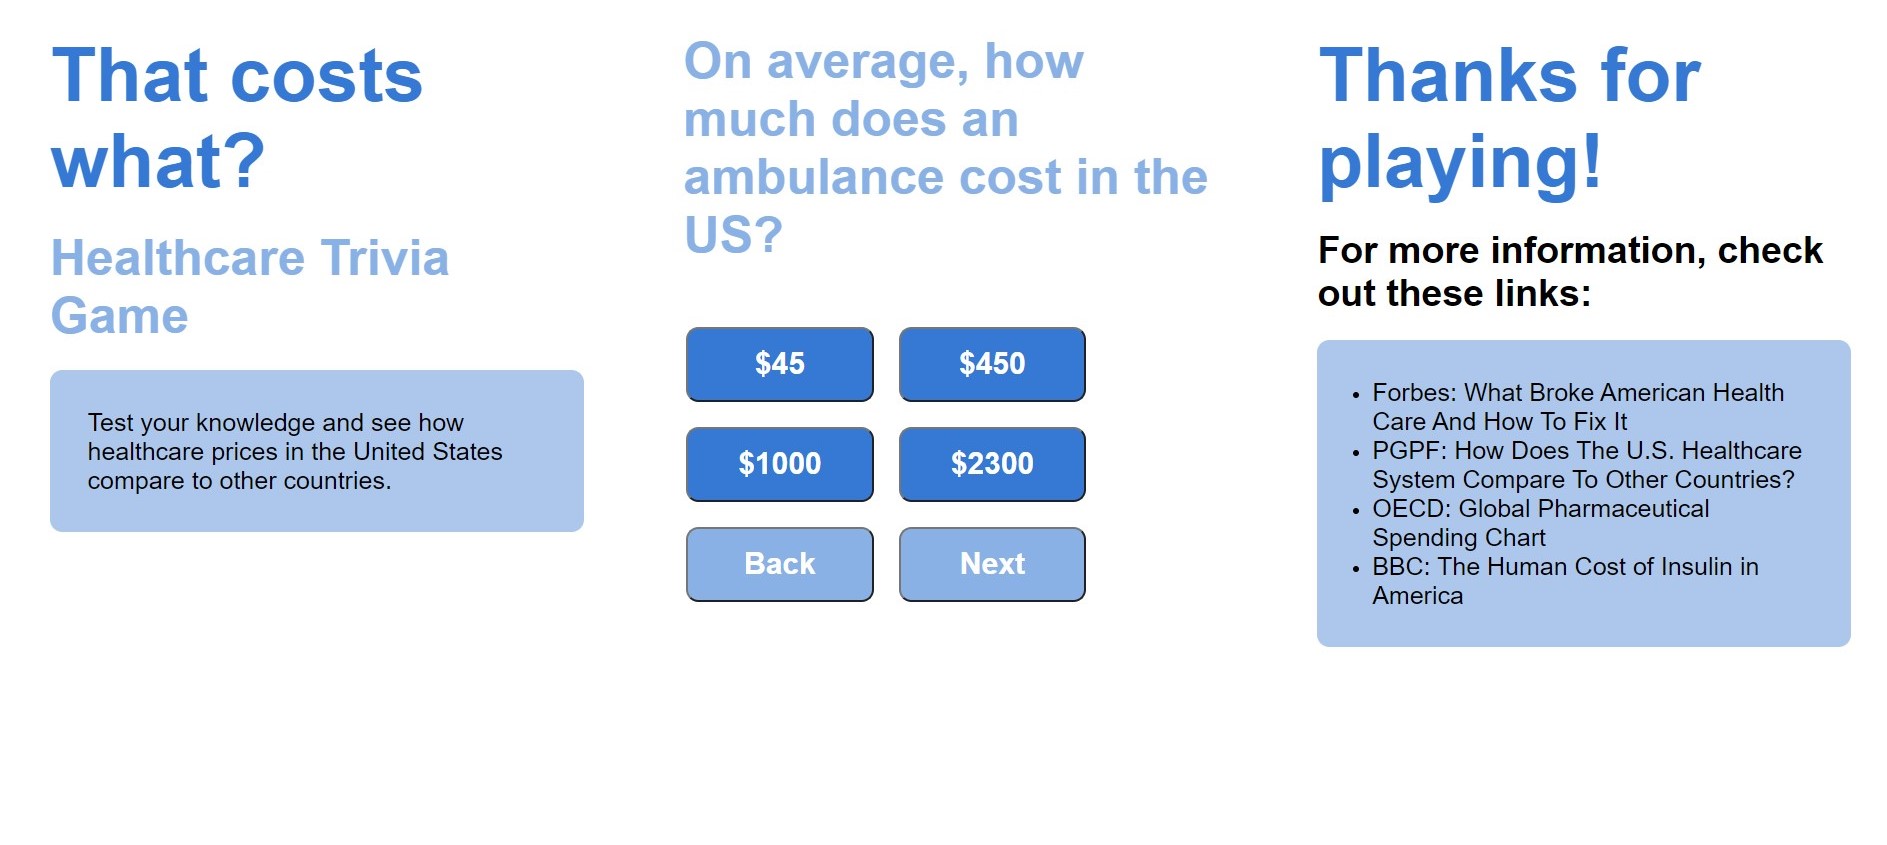 That costs
what?
Healthcare Trivia
Game
Test your knowledge and see how
healthcare prices in the United States
compare to other countries.
On average, how
much does an
ambulance cost in the
US?
$45
$450
$1000
$2300
Back
Next
Thanks for
playing!
For more information, check
out these links:
• Forbes: What Broke American Health
Care And How To Fix It
• PGPF: How Does The U.S. Healthcare
System Compare To Other Countries?
• OECD: Global Pharmaceutical
Spending Chart
• BBC: The Human Cost of Insulin in
America